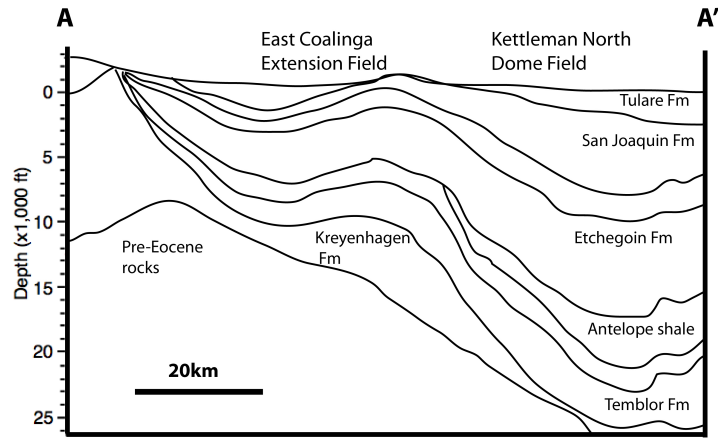 A
A'
East Coalinga
Extension Field
Kettleman North
Dome Field
Tulare Fm
San Joaquin Fm
Etchegoin Fm
Kreyenhagen
Fm
Pre-Eocene
rocks
Antelope shale
Temblor Fm
20km
Depth (x1,000 ft)
0
5
10
15
20
25